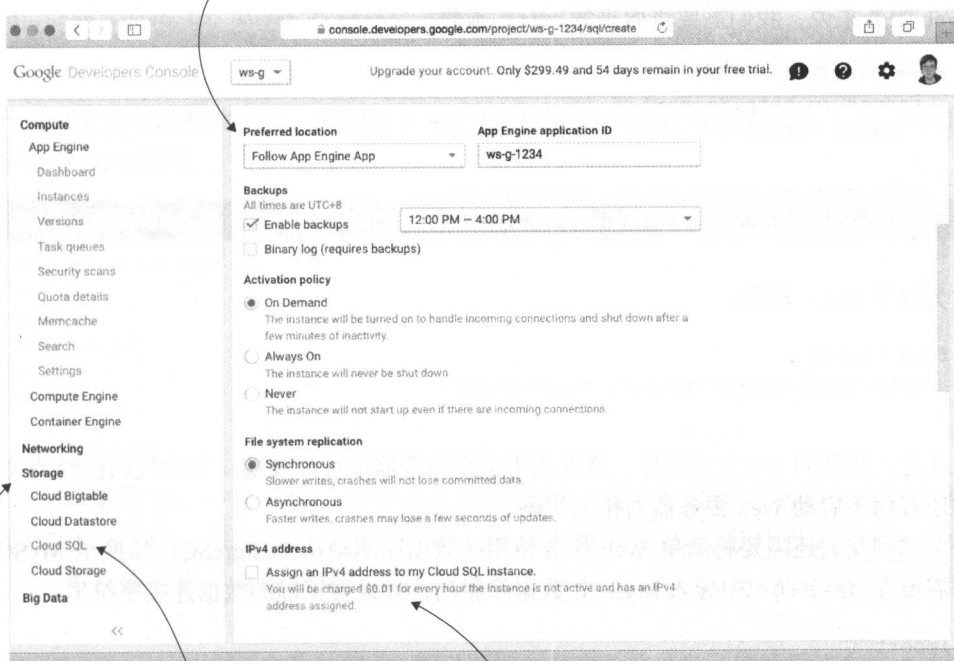 console.developers.google.com/project/ws-g-1234/sql/create
Google Developers Console
ws-g
Upgrade your account. Only $299.49 and 54 days remain in your free trial.
Compute
App Engine
Dashboard
Instances
Versions
Task queues
Security scans
Quota details
Memcache
Search
Settings
Compute Engine
Container Engine
Networking
Storage
Cloud Bigtable
Cloud Datastore
Cloud SQL
Cloud Storage
Big Data
Preferred location
Follow App Engine App
App Engine application ID
ws-g-1234
Backups
All times are UTC+8
Enable backups
12:00 PM – 4:00 PM
Binary log (requires backups)
Activation policy
On Demand
The instance will be turned on to handle incoming connections and shut down after a
few minutes of inactivity.
Always On
The instance will never be shut down.
Never
The instance will not start up even if there are incoming connections.
File system replication
Synchronous
Slower writes, crashes will not lose committed data.
Asynchronous
Faster writes, crashes may lose a few seconds of updates.
IPv4 address
Assign an IPv4 address to my Cloud SQL instance.
You will be charged $0.01 for every hour the instance is not active and has an IPv4
address assigned.